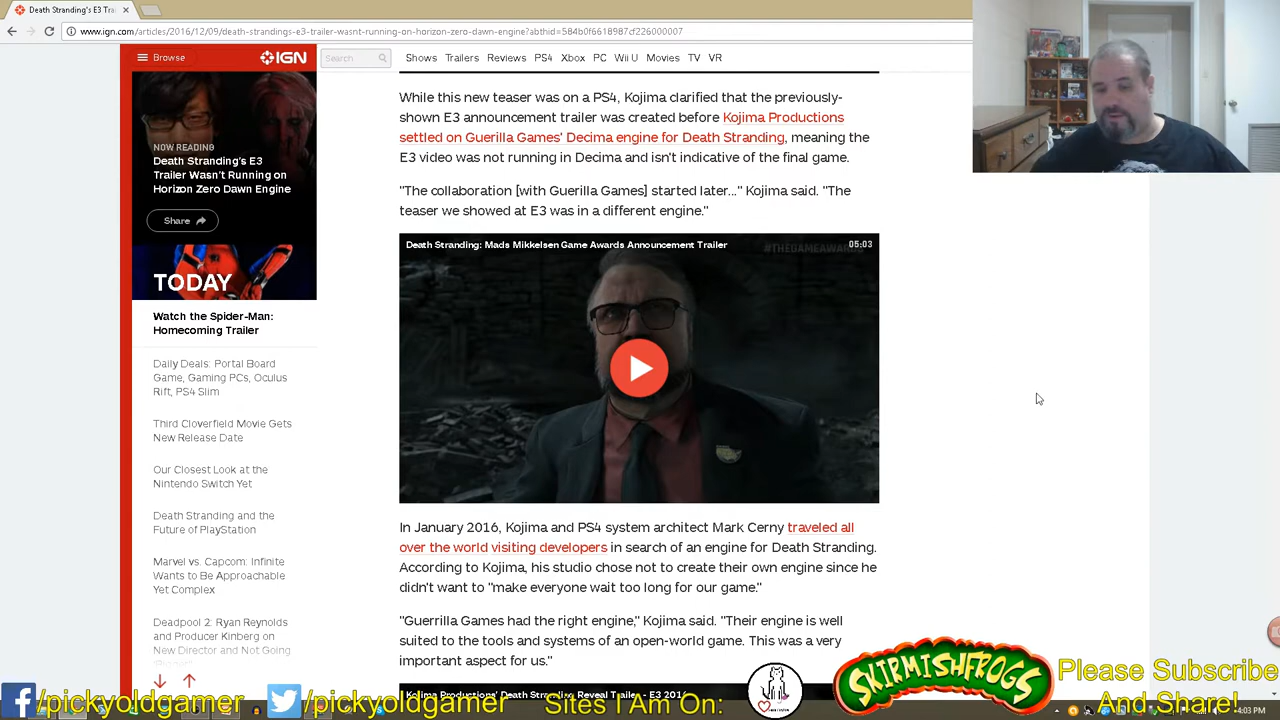 Death Stranding's E3 Trai
www.ign.com/articles/2016/12/09/death-strandings-e3-trailer-wasnt-running-on-horizon-zero-dawn-engine?abthid=584b0f6618987cf226000007
Browse
IGN
Search
Shows Trailers Reviews PS4 Xbox PC Wii U Movies TV VR
NOW READING
Death Stranding's E3
Trailer Wasn't Running on
Horizon Zero Dawn Engine
Share
TODAY
Watch the Spider-Man:
Homecoming Trailer
Daily Deals: Portal Board
Game, Gaming PCs, Oculus
Rift, PS4 Slim
Third Cloverfield Movie Gets
New Release Date
Our Closest Look at the
Nintendo Switch Yet
Death Stranding and the
Future of PlayStation
Marvel vs. Capcom: Infinite
Wants to Be Approachable
Yet Complex
Deadpool 2: Ryan Reynolds
and Producer Kinberg on
New Director and Not Going
While this new teaser was on a PS4, Kojima clarified that the previously-
shown E3 announcement trailer was created before Kojima Productions
settled on Guerilla Games' Decima engine for Death Stranding, meaning the
E3 video was not running in Decima and isn't indicative of the final game.
"The collaboration [with Guerilla Games] started later..." Kojima said. "The
teaser we showed at E3 was in a different engine."
Death Stranding: Mads Mikkelsen Game Awards Announcement Trailer
#THEGAMEAWARDS
05:03
In January 2016, Kojima and PS4 system architect Mark Cerny traveled all
over the world visiting developers in search of an engine for Death Stranding.
According to Kojima, his studio chose not to create their own engine since he
didn't want to "make everyone wait too long for our game."
"Guerrilla Games had the right engine," Kojima said. "Their engine is well
suited to the tools and systems of an open-world game. This was a very
important aspect for us."
Kojima Productions' Death Stranding Reveal Trailer - E3 2016
/pickyoldgamer
/pickyoldgamer
Sites I Am On:
SKIRMISHFROGS
Please Subscribe
And Share!
4:03 PM